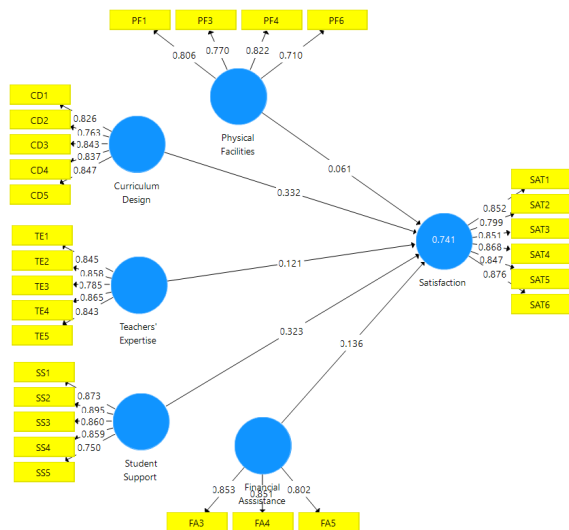 PF1
PF3
PF4
PF6
0.806
0.770
0.822
0.710
Physical
Facilities
CD1
CD2
CD3
CD4
CD5
0.826
0.763
0.843
0.837
0.847
Curriculum
Design
0.061
0.332
TE1
TE2
TE3
TE4
TE5
0.845
0.858
0.785
0.865
0.843
Teachers'
Expertise
0.121
0.741
Satisfaction
0.852
0.799
0.851
0.868
0.847
0.876
SAT1
SAT2
SAT3
SAT4
SAT5
SAT6
0.323
0.136
SS1
SS2
SS3
SS4
SS5
0.873
0.895
0.860
0.859
0.750
Student
Support
Financial
Asssistance
0.853
0.851
0.802
FA3
FA4
FA5